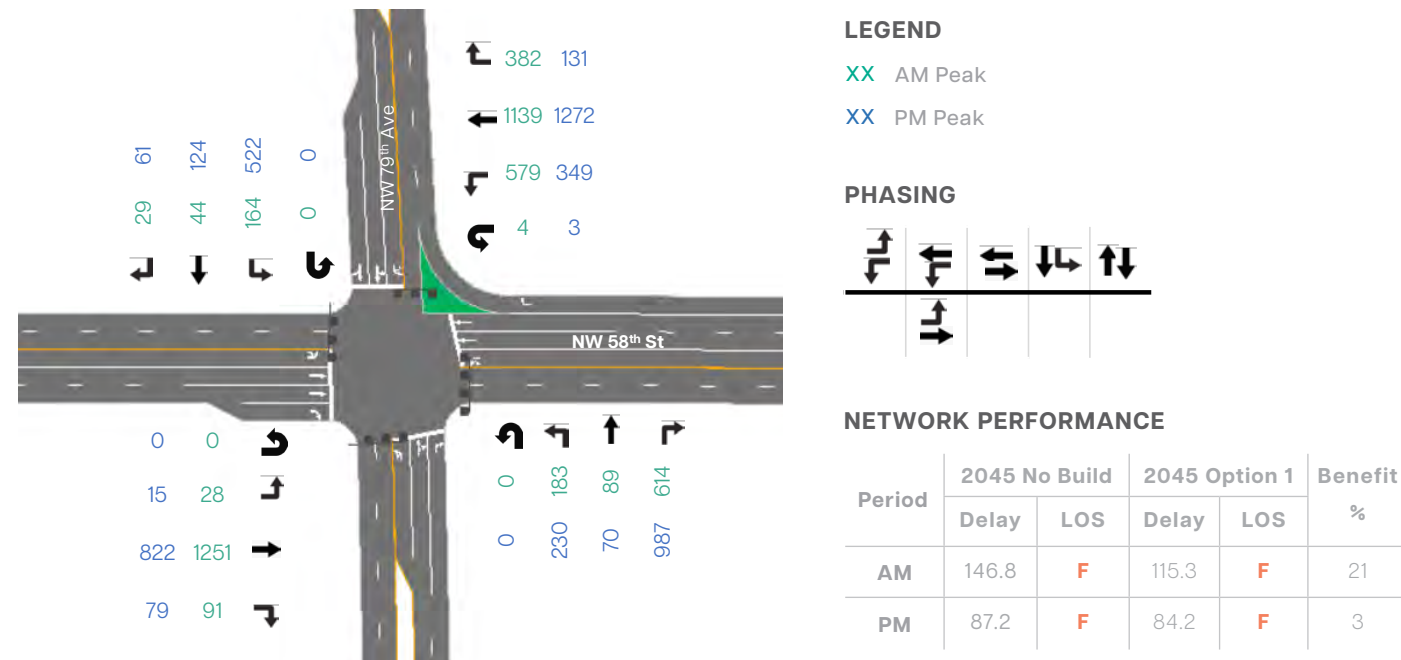 382 131
1139 1272
579 349
4 3
61 124 522 0
29 44 164 0
NW 79th Ave
NW 58th St
0 0
15 28
822 1251
79 91
0 183 89 614
0 230 70 987
LEGEND
XX AM Peak
XX PM Peak
PHASING
NETWORK PERFORMANCE
Period 2045 No Build 2045 Option 1 Benefit %
Delay LOS Delay LOS
AM 146.8 F 115.3 F 21
PM 87.2 F 84.2 F 3